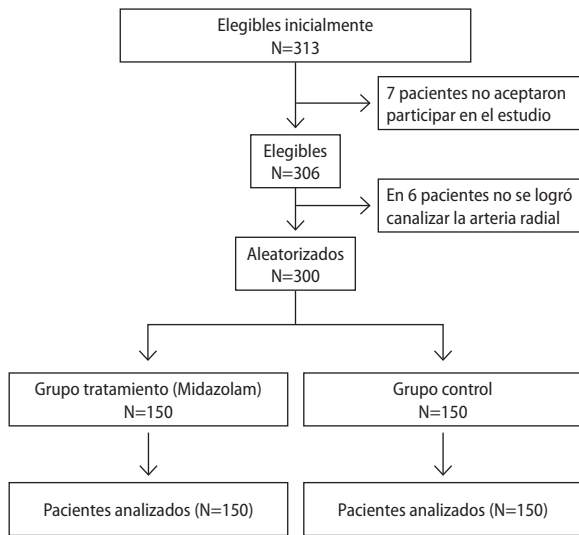 Elegibles inicialmente
N=313
7 pacientes no aceptaron
participar en el estudio
Elegibles
N=306
En 6 pacientes no se logró
canalizar la arteria radial
Aleatorizados
N=300
Grupo tratamiento (Midazolam)
N=150
Grupo control
N=150
Pacientes analizados (N=150)
Pacientes analizados (N=150)